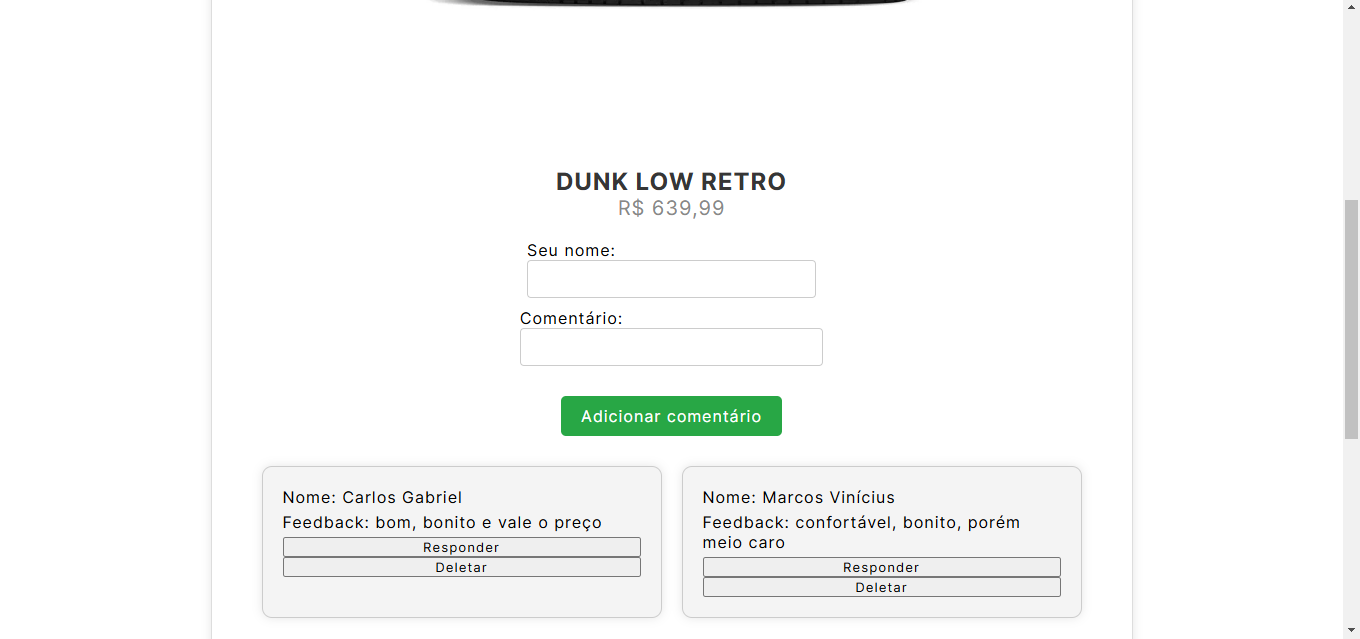 DUNK LOW RETRO
R$ 639,99
Seu nome:
Comentário:
Adicionar comentário
Nome: Carlos Gabriel
Feedback: bom, bonito e vale o preço
Responder
Deletar
Nome: Marcos Vinícius
Feedback: confortável, bonito, porém
meio caro
Responder
Deletar